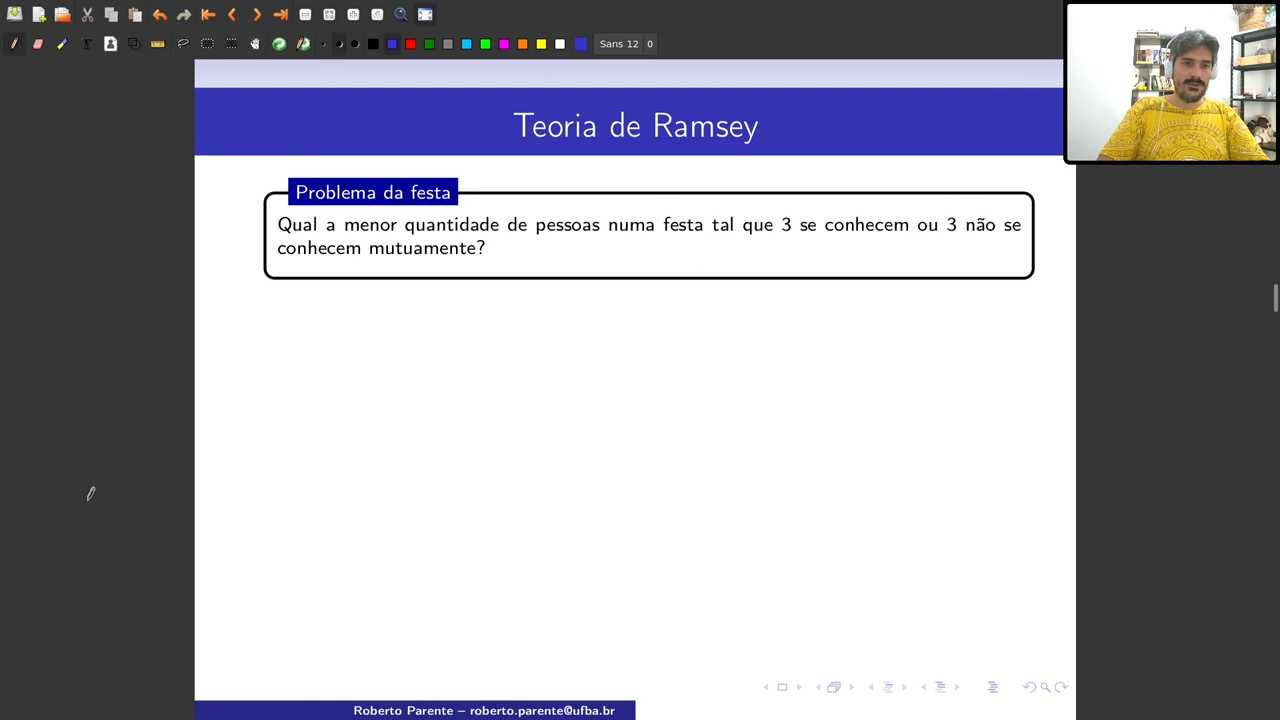 Sans 12 0
Teoria de Ramsey
Problema da festa
Qual a menor quantidade de pessoas numa festa tal que 3 se conhecem ou 3 não se
conhecem mutuamente?
Roberto Parente – roberto.parente@ufba.br